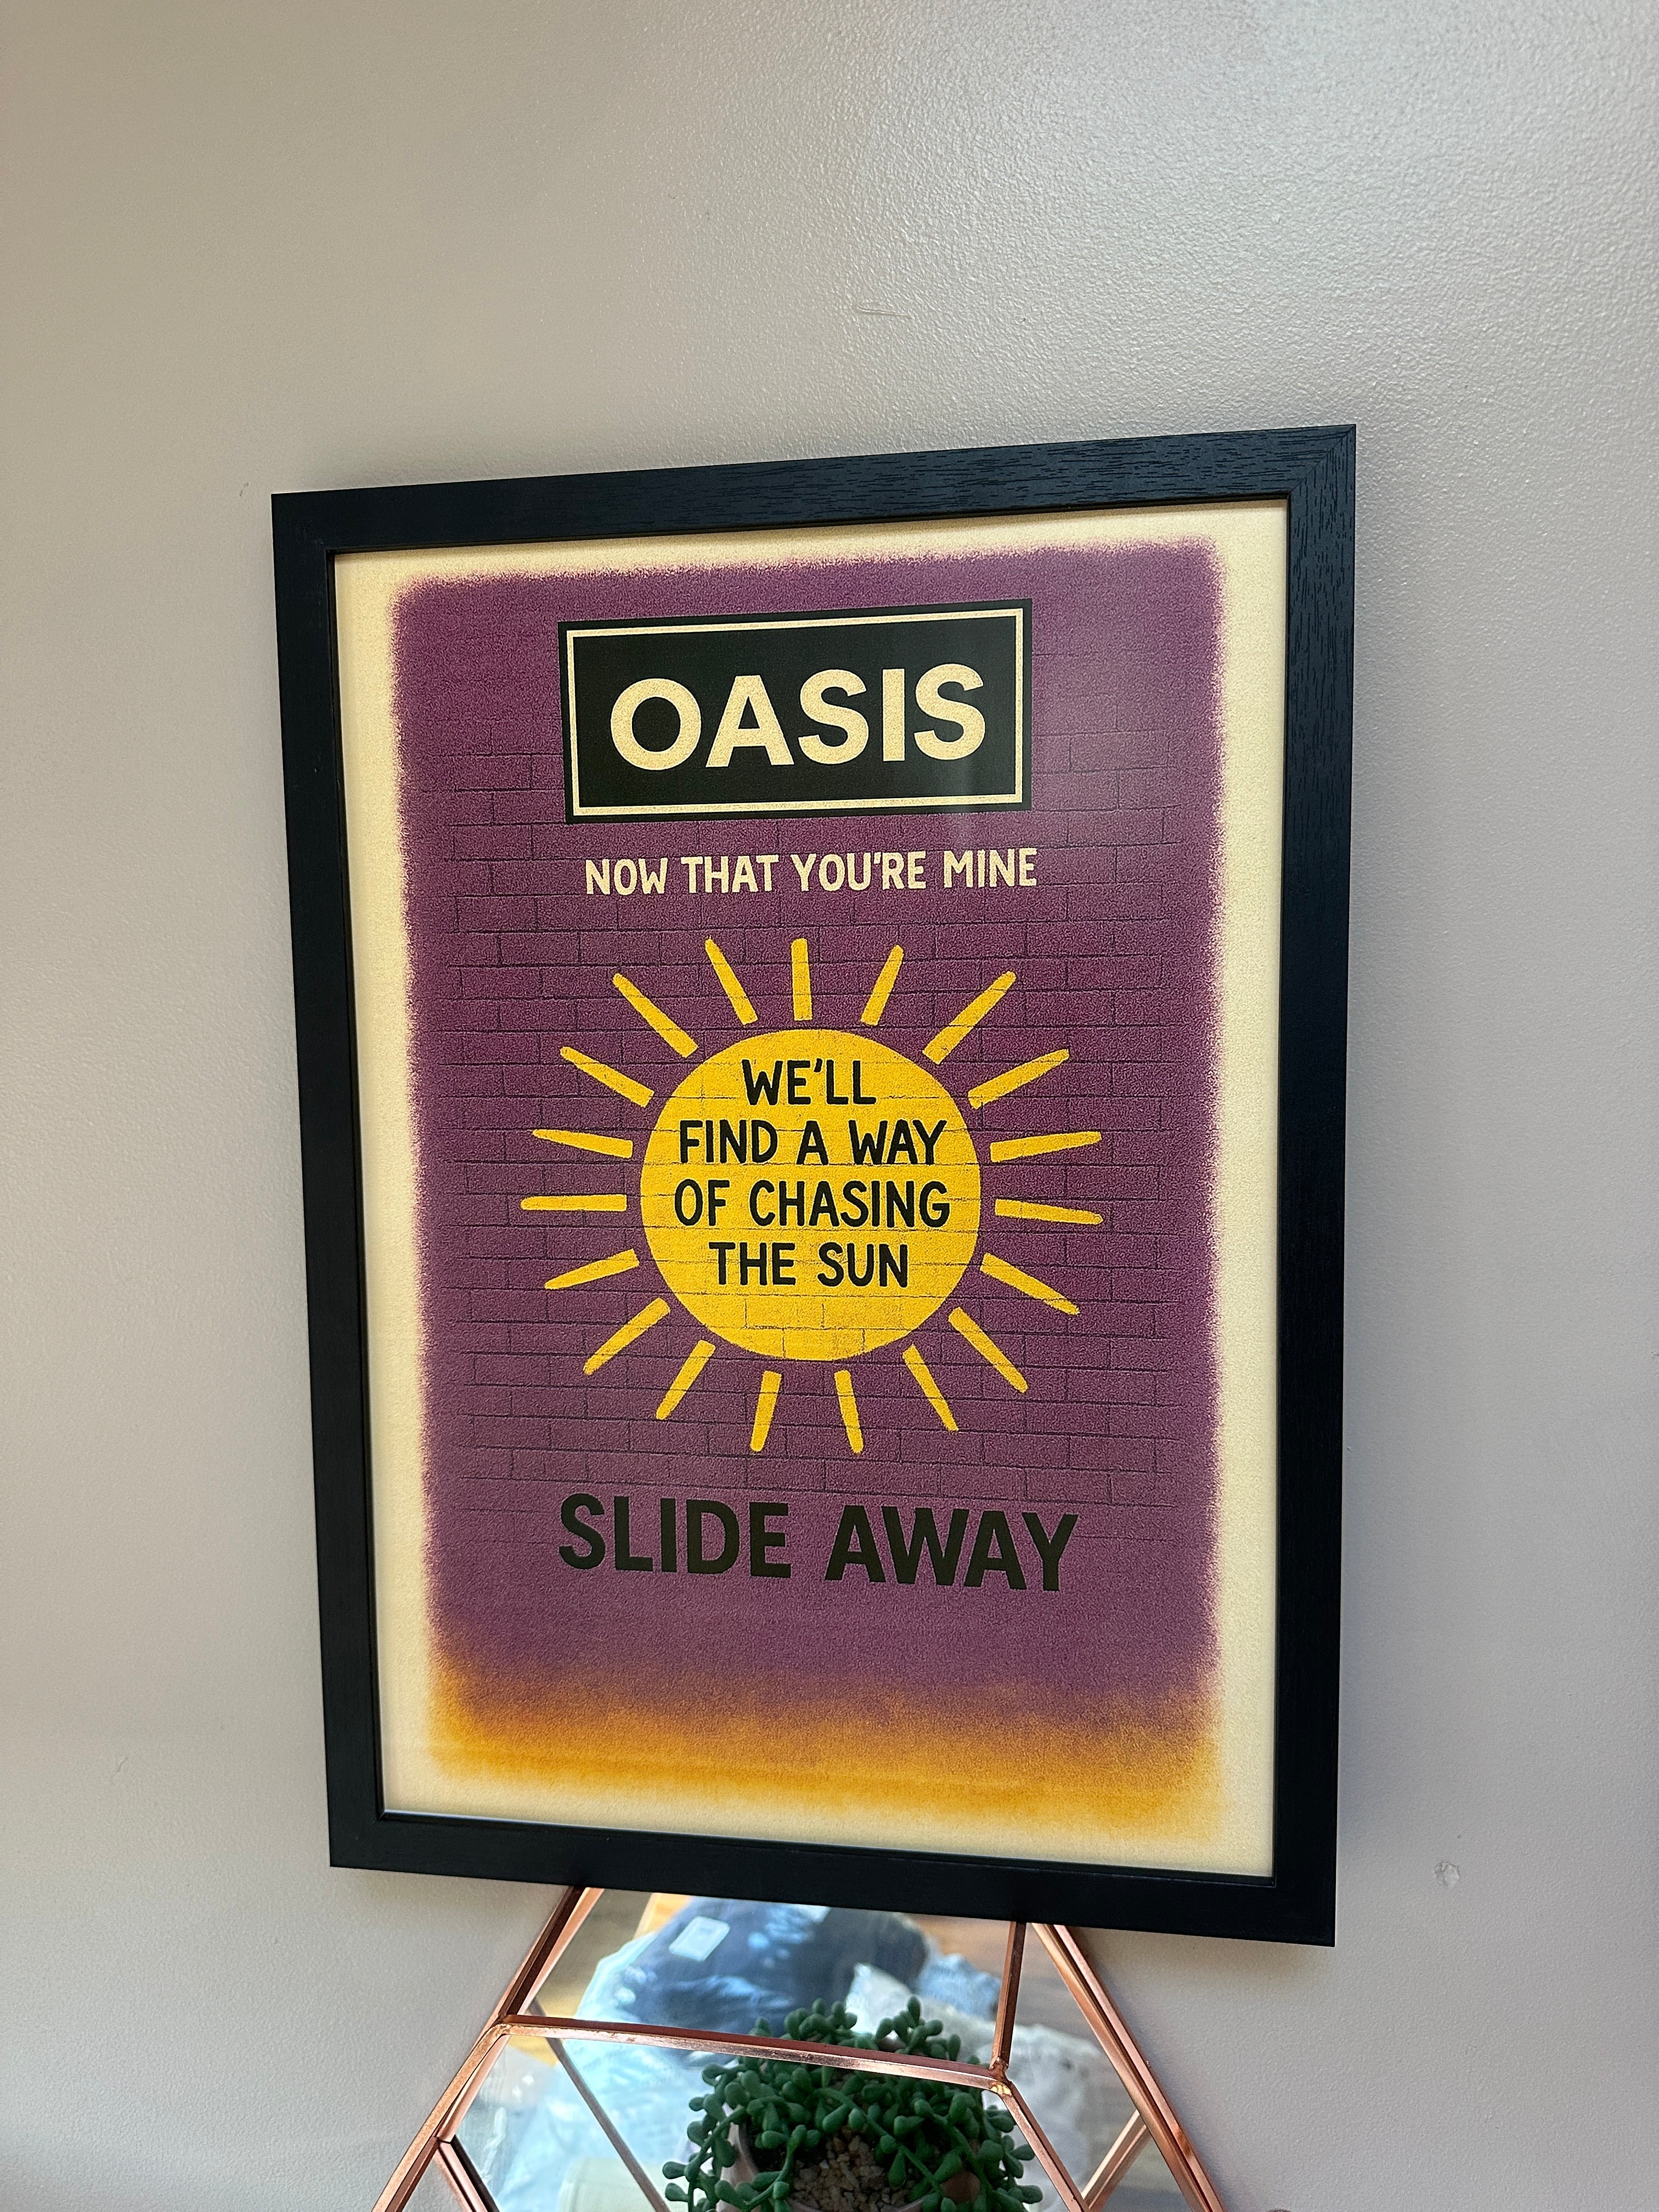 OASIS
NOW THAT YOU'RE MINE
WE'LL
FIND A WAY
OF CHASING
THE SUN
SLIDE AWAY